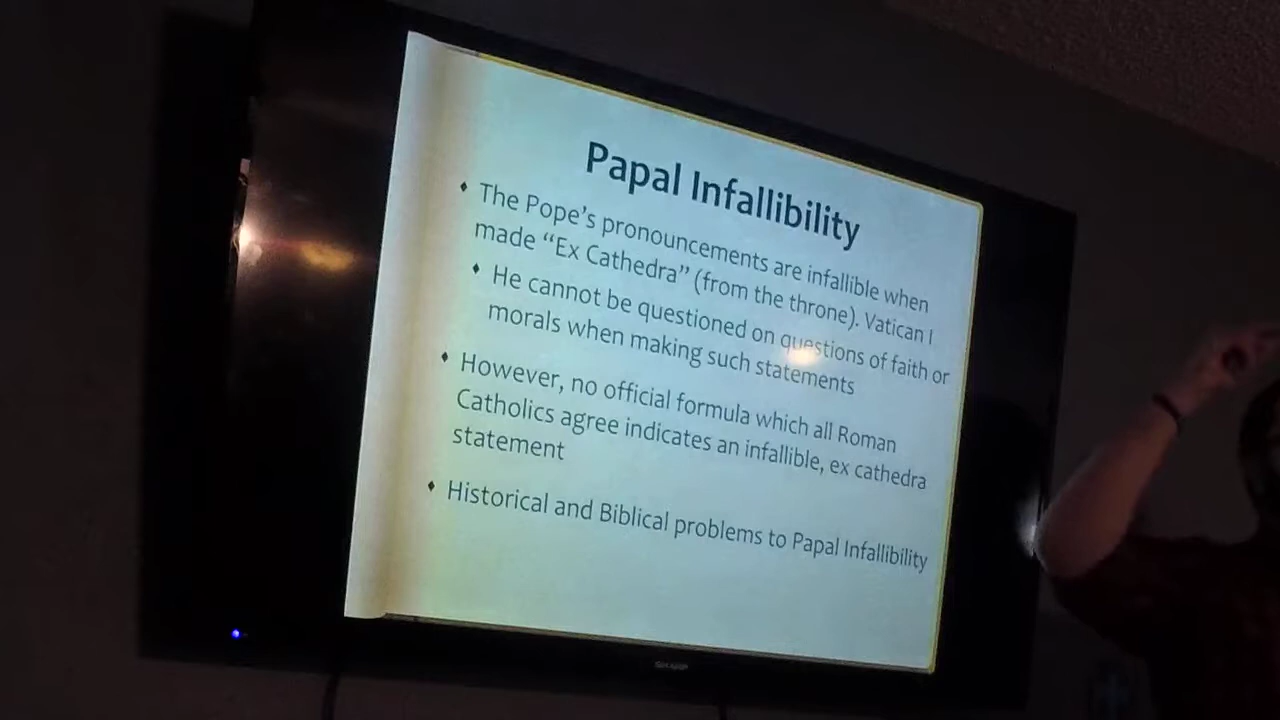 Papal Infallibility
The Pope's pronouncements are infallible when
made “Ex Cathedra” (from the throne). Vatican I
He cannot be questioned on questions of faith or
morals when making such statements
However, no official formula which all Roman
Catholics agree indicates an infallible, ex cathedra
statement
Historical and Biblical problems to Papal Infallibility
SHARP